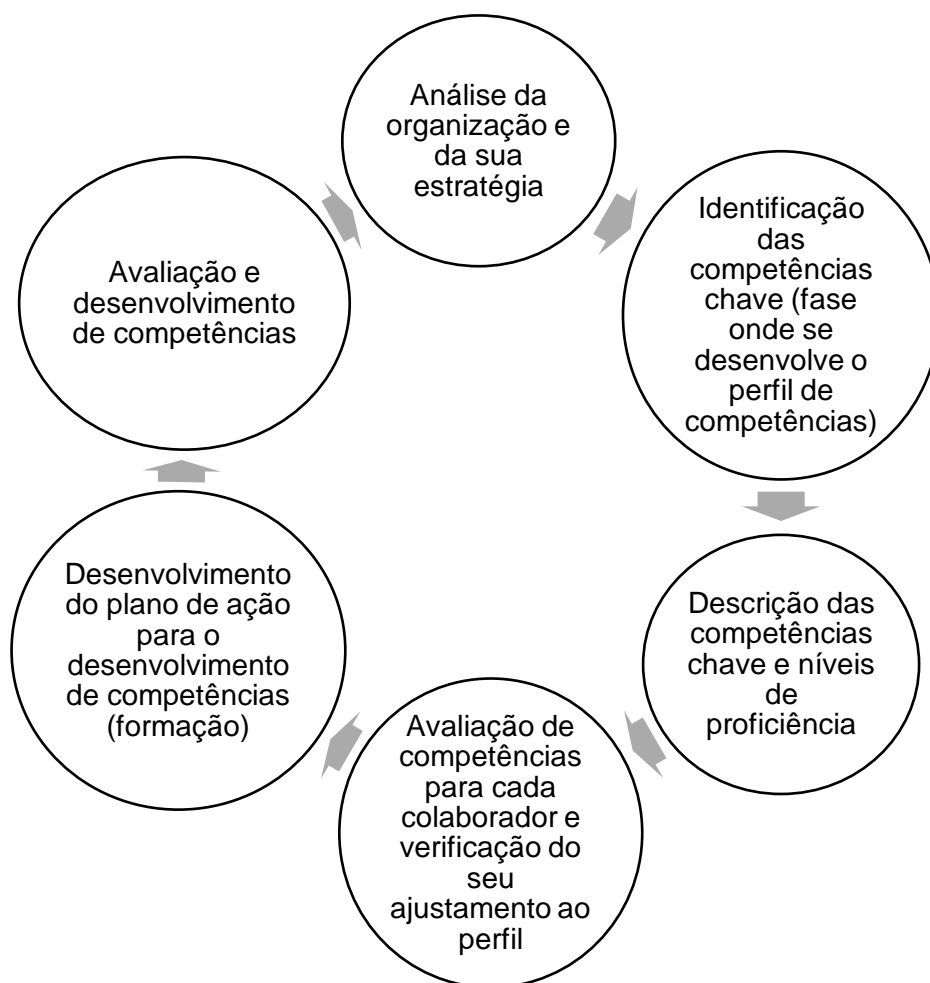 Análise da
organização e
da sua
estratégia
Identificação
das
competências
chave (fase
onde se
desenvolve o
perfil de
competências)
Descrição das
competências
chave e níveis
de
proficiência
Avaliação de
competências
para cada
colaborador e
verificação do
seu
ajustamento ao
perfil
Desenvolvimento
do plano de ação
para o
desenvolvimento
de competências
(formação)
Avaliação e
desenvolvimento
de competências